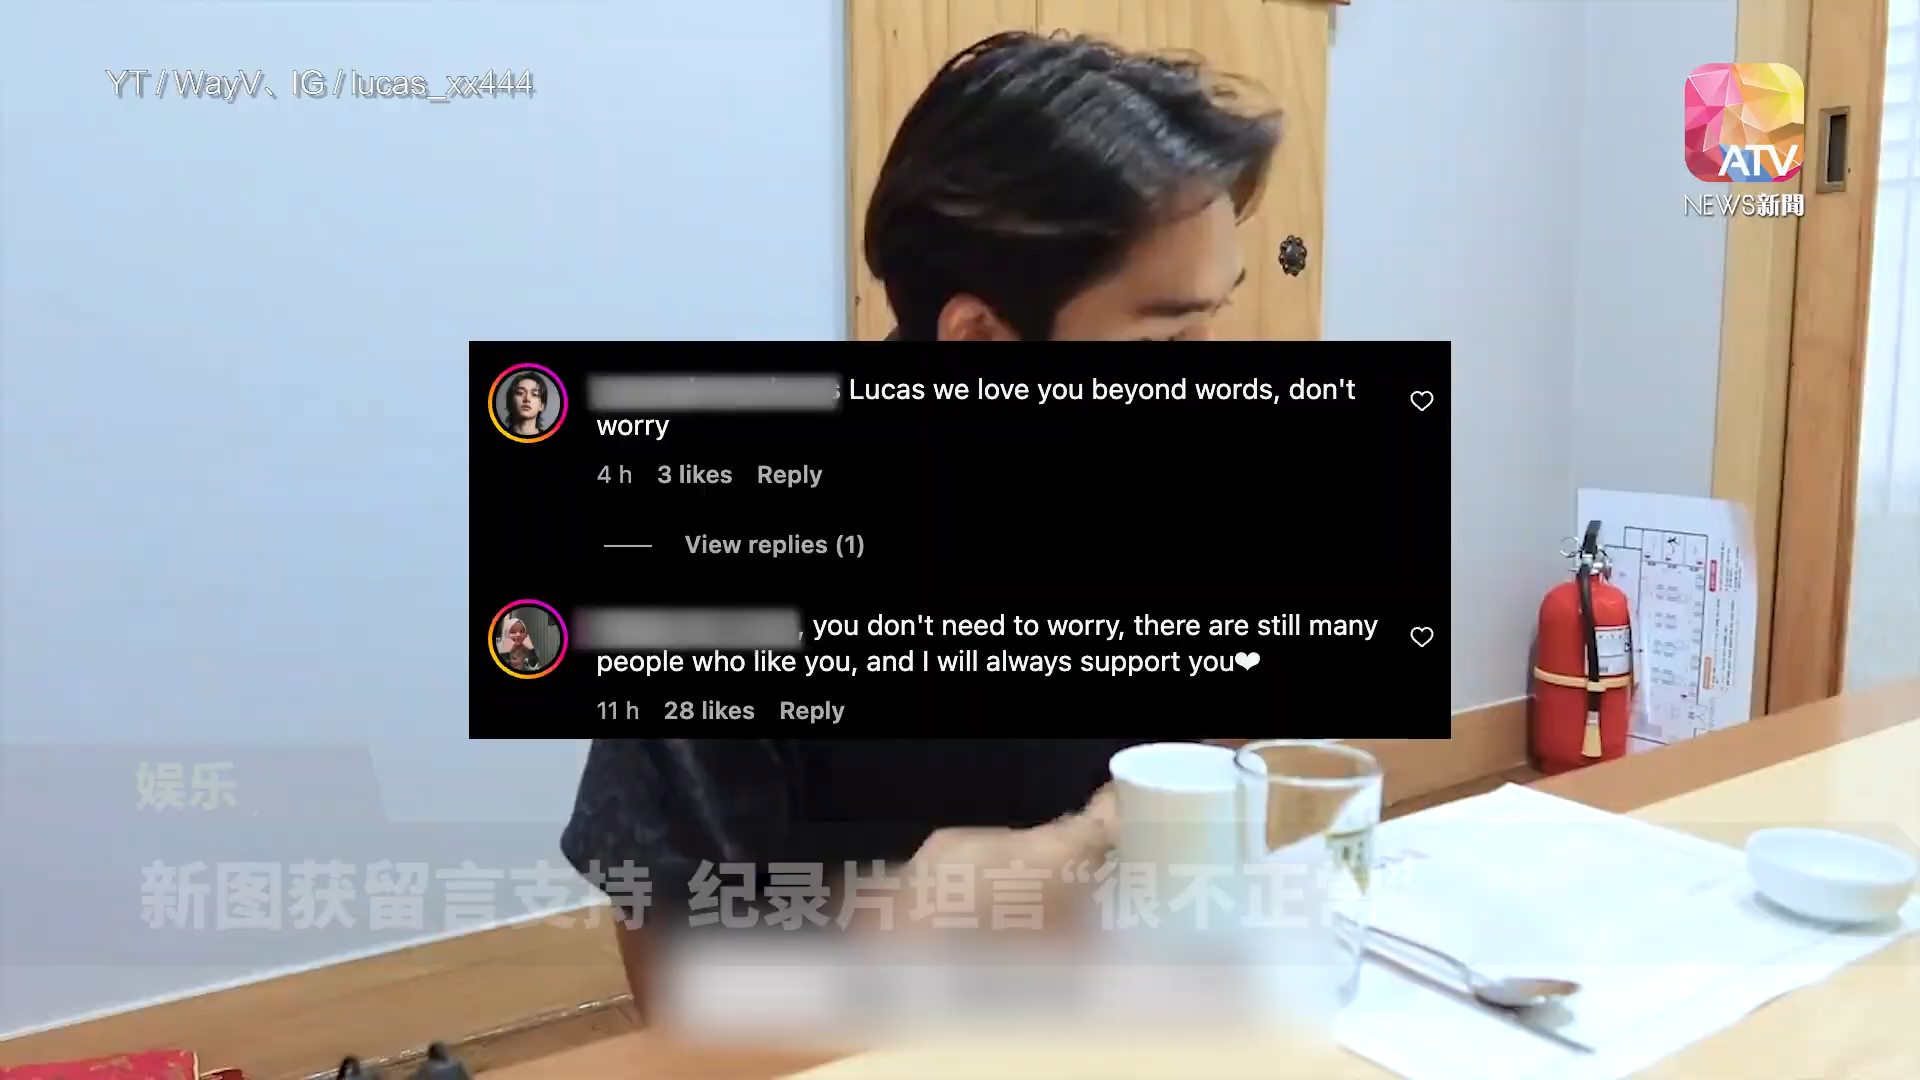 YT / WayV、IG / lucas_xx444
ATV
NEWS新聞
Lucas we love you beyond words, don't
worry
4 h 3 likes Reply
View replies (1)
, you don't need to worry, there are still many
people who like you, and I will always support you❤
11 h 28 likes Reply
娱乐
新图获留言支持 纪录片坦言“很不正常”